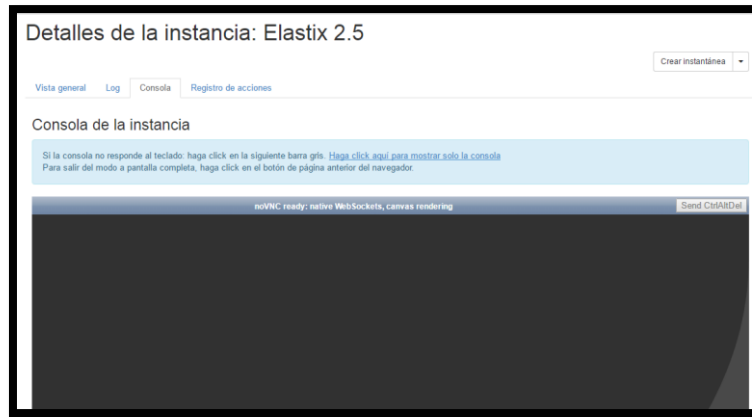 Detalles de la instancia: Elastix 2.5
Crear instantánea
Vista general Log Consola Registro de acciones
Consola de la instancia
Si la consola no responde al teclado: haga click en la siguiente barra gris. Haga click aquí para mostrar solo la consola
Para salir del modo a pantalla completa, haga click en el botón de página anterior del navegador.
noVNC ready: native WebSockets, canvas rendering Send CtrlAltDel